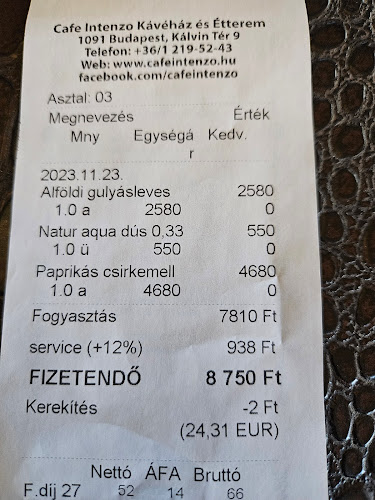 Cafe Intenzo Kávéház és Étterem
1091 Budapest, Kálvin Tér 9
Telefon: +36/1 219-52-43
Web: www.cafeintenzo.hu
facebook.com/cafeintenzo
Asztal: 03
Megnevezés Érték
Mny Egységá Kedv.
r
2023.11.23.
Alföldi gulyásleves 2580
1.0 a 2580 0
Natur aqua dús 0,33 550
1.0 ü 550 0
Paprikás csirkemell 4680
1.0 a 4680 0
Fogyasztás 7810 Ft
service (+12%) 938 Ft
FIZETENDŐ 8 750 Ft
Kerekítés -2 Ft
(24,31 EUR)
Nettó ÁFA Bruttó
F.dij 27 52 14 66